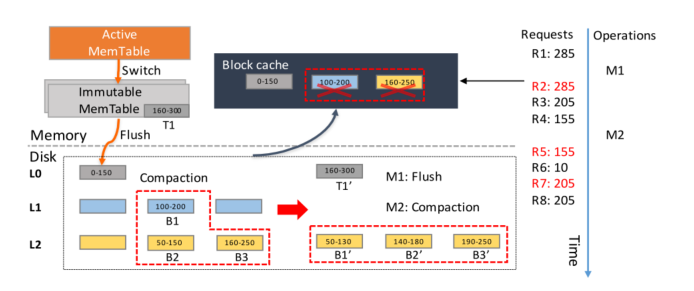 Active
MemTable
Switch
Immutable
MemTable
160-300
T1
Flush
Memory
Disk
Block cache
0-150
100-200
160-250
Requests
Operations
R1: 285
M1
R2: 285
R3: 205
R4: 155
M2
R5: 155
R6: 10
R7: 205
R8: 205
Time
L0
0-150
Compaction
160-300
T1'
M1: Flush
L1
100-200
B1
M2: Compaction
L2
50-150
160-250
50-130
140-180
190-250
B2
B3
B1'
B2'
B3'